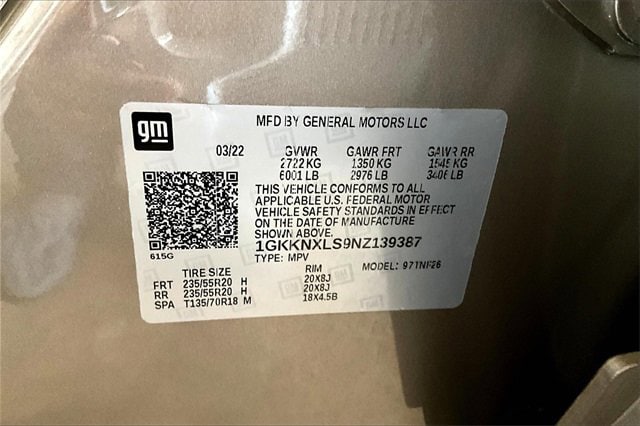 gm
MFD BY GENERAL MOTORS LLC
03/22 GVWR GAWR FRT GAWR RR
2722 KG 1350 KG 1545 KG
6001 LB 2976 LB 3406 LB
THIS VEHICLE CONFORMS TO ALL
APPLICABLE U.S. FEDERAL MOTOR
VEHICLE SAFETY STANDARDS IN EFFECT
ON THE DATE OF MANUFACTURE
SHOWN ABOVE.
615G 1GKKNXLS9NZ139387
TYPE: MPV
TIRE SIZE RIM MODEL:
FRT 235/55R20 H 20X8J
RR 235/55R20 H 20X8J
SPA T135/70R18 M 18X4.5B